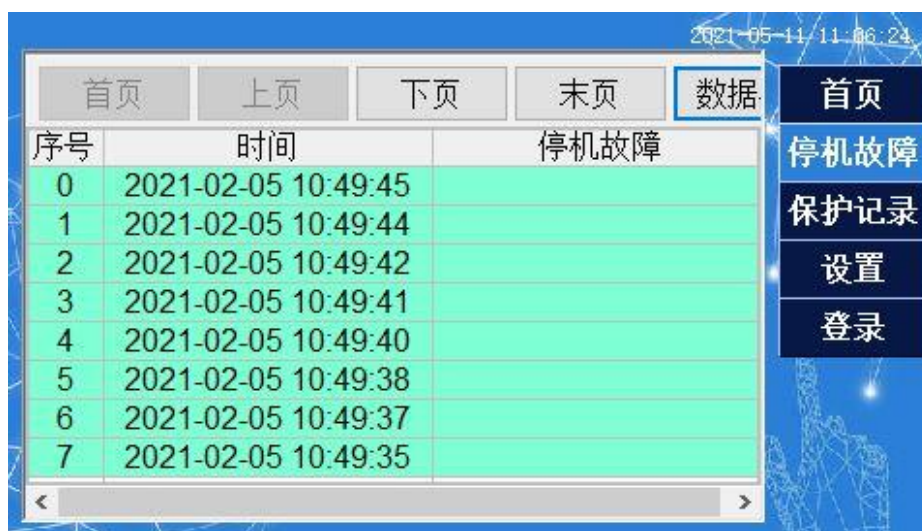 2021-05-11 11:06:24
首页 上页 下页 末页 数据
序号 时间 停机故障
0 2021-02-05 10:49:45
1 2021-02-05 10:49:44
2 2021-02-05 10:49:42
3 2021-02-05 10:49:41
4 2021-02-05 10:49:40
5 2021-02-05 10:49:38
6 2021-02-05 10:49:37
7 2021-02-05 10:49:35
首页
停机故障
保护记录
设置
登录